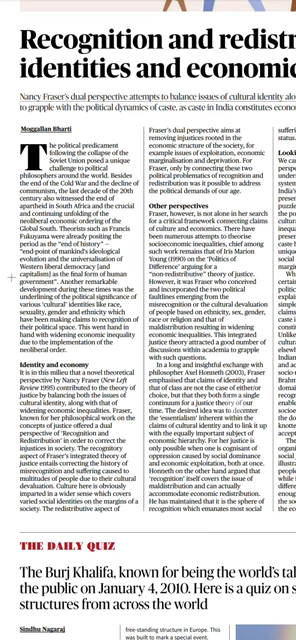 Recognition and redistr
identities and economic
Nancy Fraser's dual perspective attempts to balance issues of cultural identity alo
to grapple with the political dynamics of caste, as caste in India constitutes econo
Moggallan Bharti
The political predicament
following the collapse of the
Soviet Union posed a unique
challenge to political
philosophers around the world. Besides
the end of the Cold War and the decline of
communism, the last decade of the 20th
century also witnessed the end of
apartheid in South Africa and the crucial
and continuing unfolding of the
neoliberal economic ordering of the
Global South. Theorists such as Francis
Fukuyama were already positing the
period as the "end of history" –
"end-point of mankind's ideological
evolution and the universalisation of
Western liberal democracy [and
capitalism] as the final form of human
government". Another remarkable
development during these times was the
underlining of the political significance of
various 'cultural' identities like race,
sexuality, gender and ethnicity which
have been making claims to recognition of
their political space. This went hand in
hand with widening economic inequality
due to the implementation of the
neoliberal order.
Identity and economy
It is in this milieu that a novel theoretical
perspective by Nancy Fraser (New Left
Review 1995) contributed to the theory of
justice by balancing both the issues of
cultural identity, along with that of
widening economic inequalities. Fraser,
known for her philosophical work on the
concepts of justice offered a dual
perspective of 'Recognition and
Redistribution' in order to correct the
injustices in society. The recognitory
aspect of Fraser's integrated theory of
justice entails correcting the history of
misrecognition and suffering caused to
multitudes of people due to their cultural
devaluation. Culture here is obviously
imparted in a wider sense which covers
varied social identities on the margins of a
society. The redistributive aspect of
Fraser's dual perspective aims at
removing injustices rooted in the
economic structure of the society, for
example issues of exploitation, economic
marginalisation and deprivation. For
Fraser, only by connecting these two
political problematics of recognition and
redistribution was it possible to address
the political demands of our age.
Other perspectives
Fraser, however, is not alone in her search
for a critical framework connecting claims
of culture and economics. There have
been numerous attempts to theorise
socioeconomic inequalities, chief among
such work remains that of Iris Marion
Young (1990) on the 'Politics of
Difference' arguing for a
"non-redistributive" theory of justice.
However, it was Fraser who conceived
and incorporated the two political
faultlines emerging from the
misrecognition or the cultural devaluation
of people based on ethnicity, sex, gender,
race or religion and that of
maldistribution resulting in widening
economic inequalities. This integrated
justice theory attracted a good number of
discussions within academia to grapple
with such questions.
In a long and insightful exchange with
philosopher Axel Honneth (2003), Fraser
emphasised that claims of identity and
that of class are not the case of either/or
choice, but that they both form a single
continuum for a justice theory of our
time. The desired idea was to decenter
the 'essentialism' inherent within the
claims of cultural identity and to link it up
with the equally important subject of
economic hierarchy. For her justice is
only possible when one is cognisant of
oppression caused by social dominance
and economic exploitation, both at once.
Honneth on the other hand argued that
'recognition' itself covers the issue of
maldistribution and can actually
accommodate economic redistribution.
He has maintained that it is the sphere of
recognition which emanates most social
THE DAILY QUIZ
The Burj Khalifa, known for being the world's tal
the public on January 4, 2010. Here is a quiz on s
structures from across the world
Sindhu Nagaraj
free-standing structure in Europe. This
was built to mark a special event.